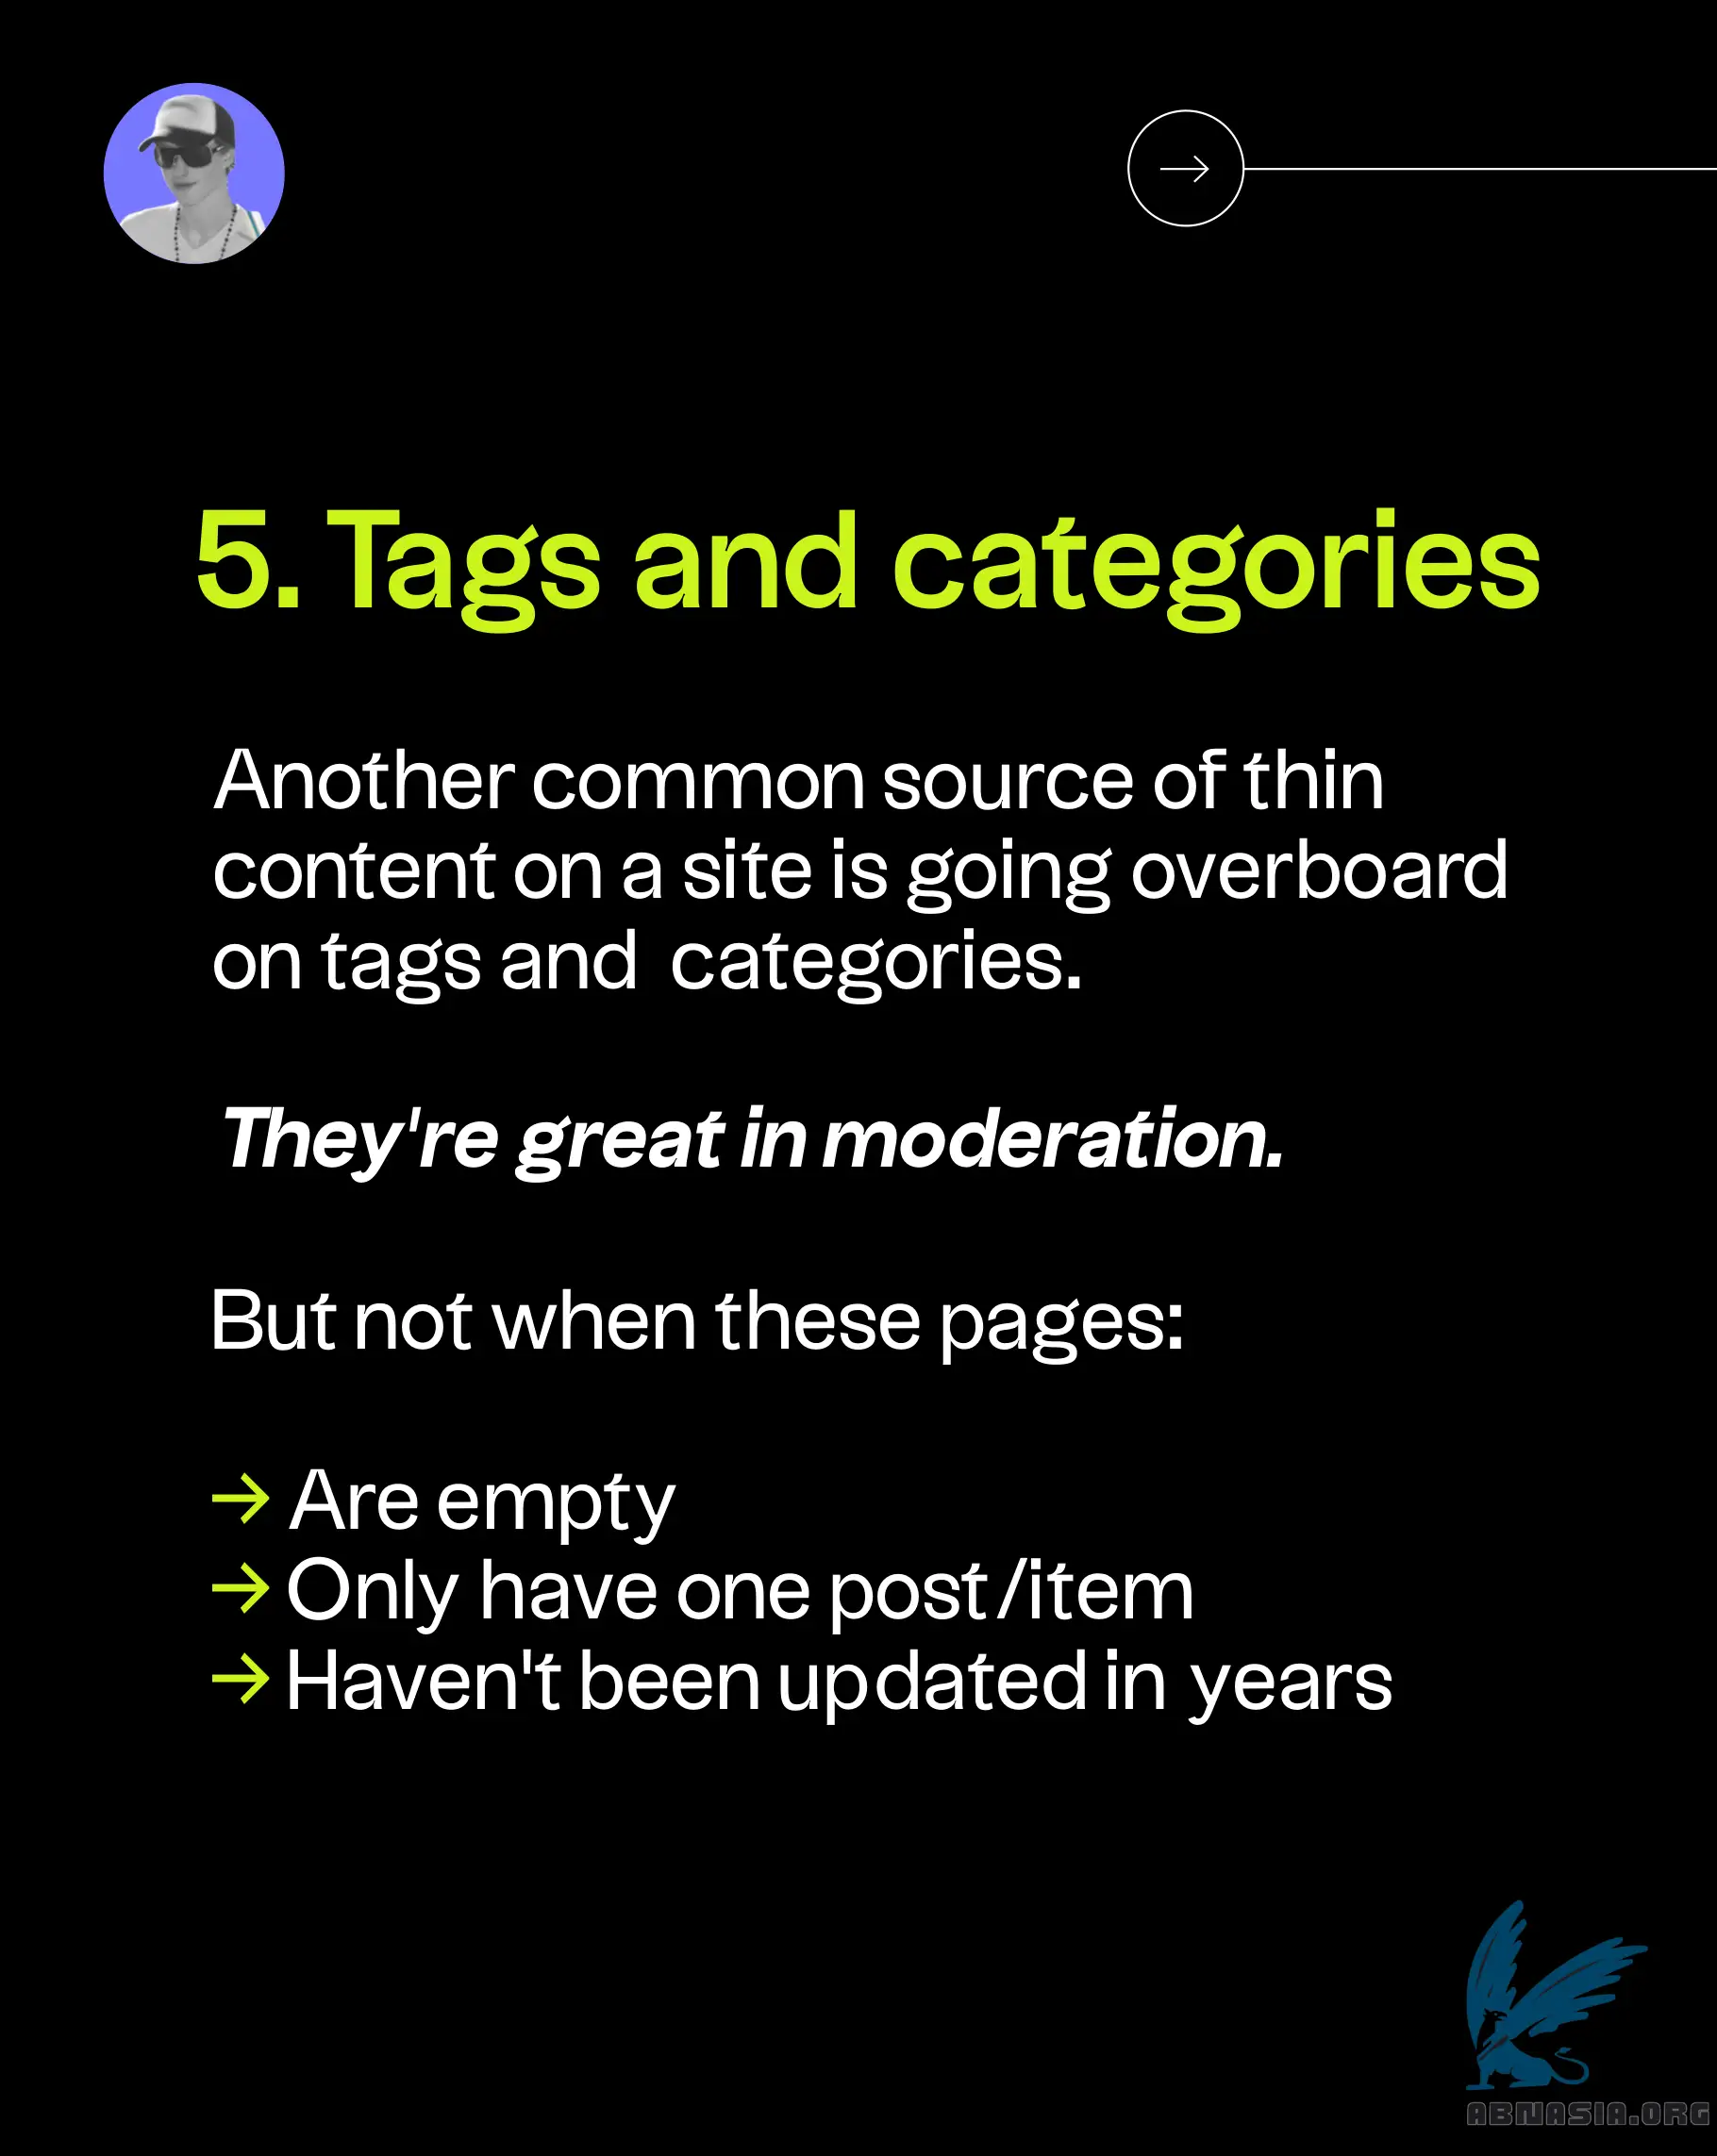 5. Tags and categories
Another common source of thin
content on a site is going overboard
on tags and categories.
They're great in moderation.
But not when these pages:
→ Are empty
→ Only have one post/item
→ Haven't been updated in years
ABNASIA.ORG